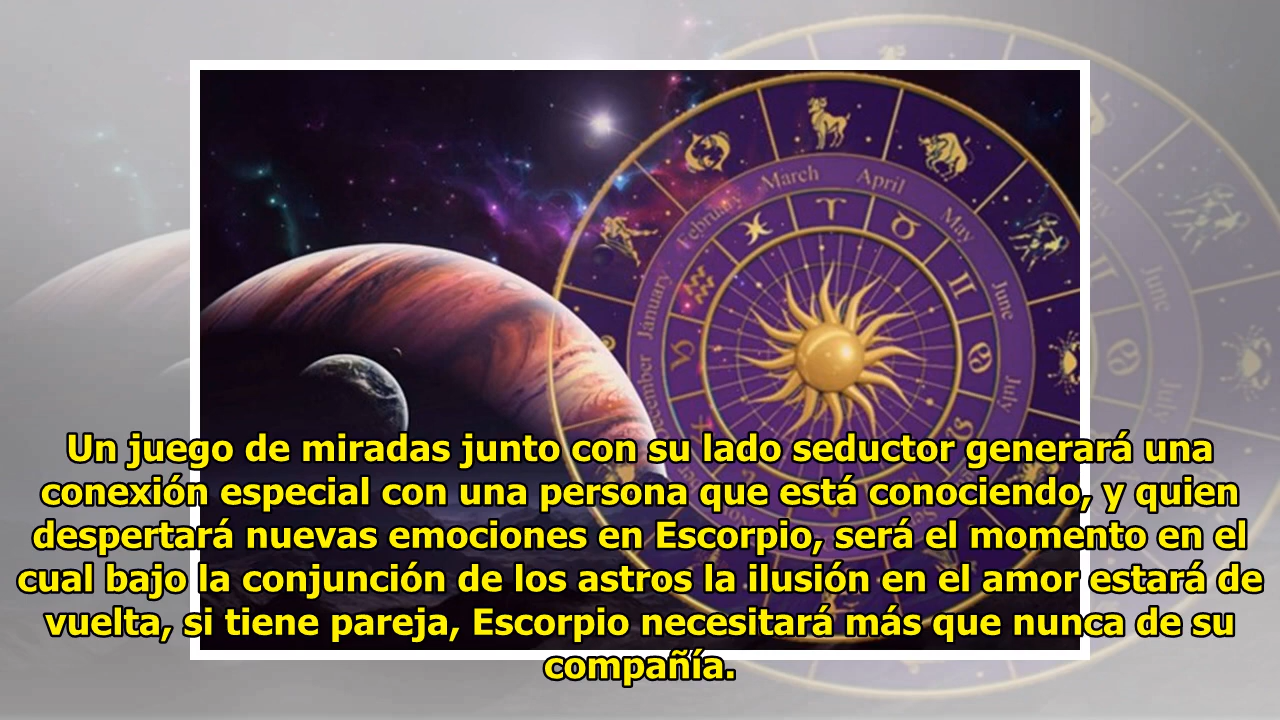 February
March
April
May
June
July
January
Un juego de miradas junto con su lado seductor generará una
conexión especial con una persona que está conociendo, y quien
despertará nuevas emociones en Escorpio, será el momento en el
cual bajo la conjunción de los astros la ilusión en el amor estará de
vuelta, si tiene pareja, Escorpio necesitará más que nunca de su
compañía.